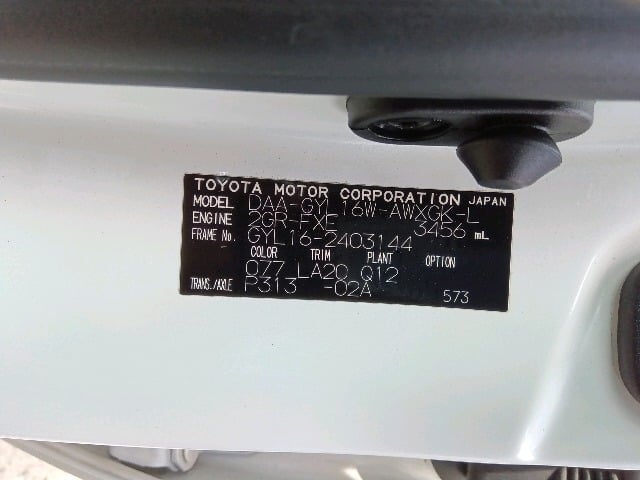 TOYOTA MOTOR CORPORATION JAPAN
MODEL DAA-GYL16W-AWXGK-L
ENGINE 2GR-FXE 3456 mL
FRAME No. GYL16-2403144
COLOR TRIM PLANT OPTION
077 LA20 Q12
TRANS./AXLE P313 -02A 573